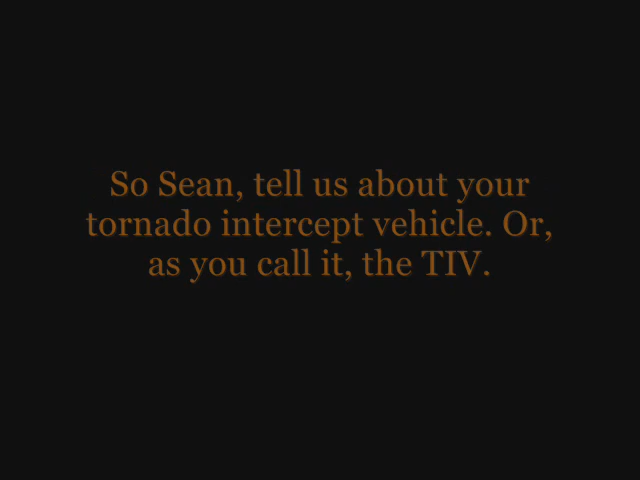 So Sean, tell us about your
tornado intercept vehicle. Or,
as you call it, the TIV.